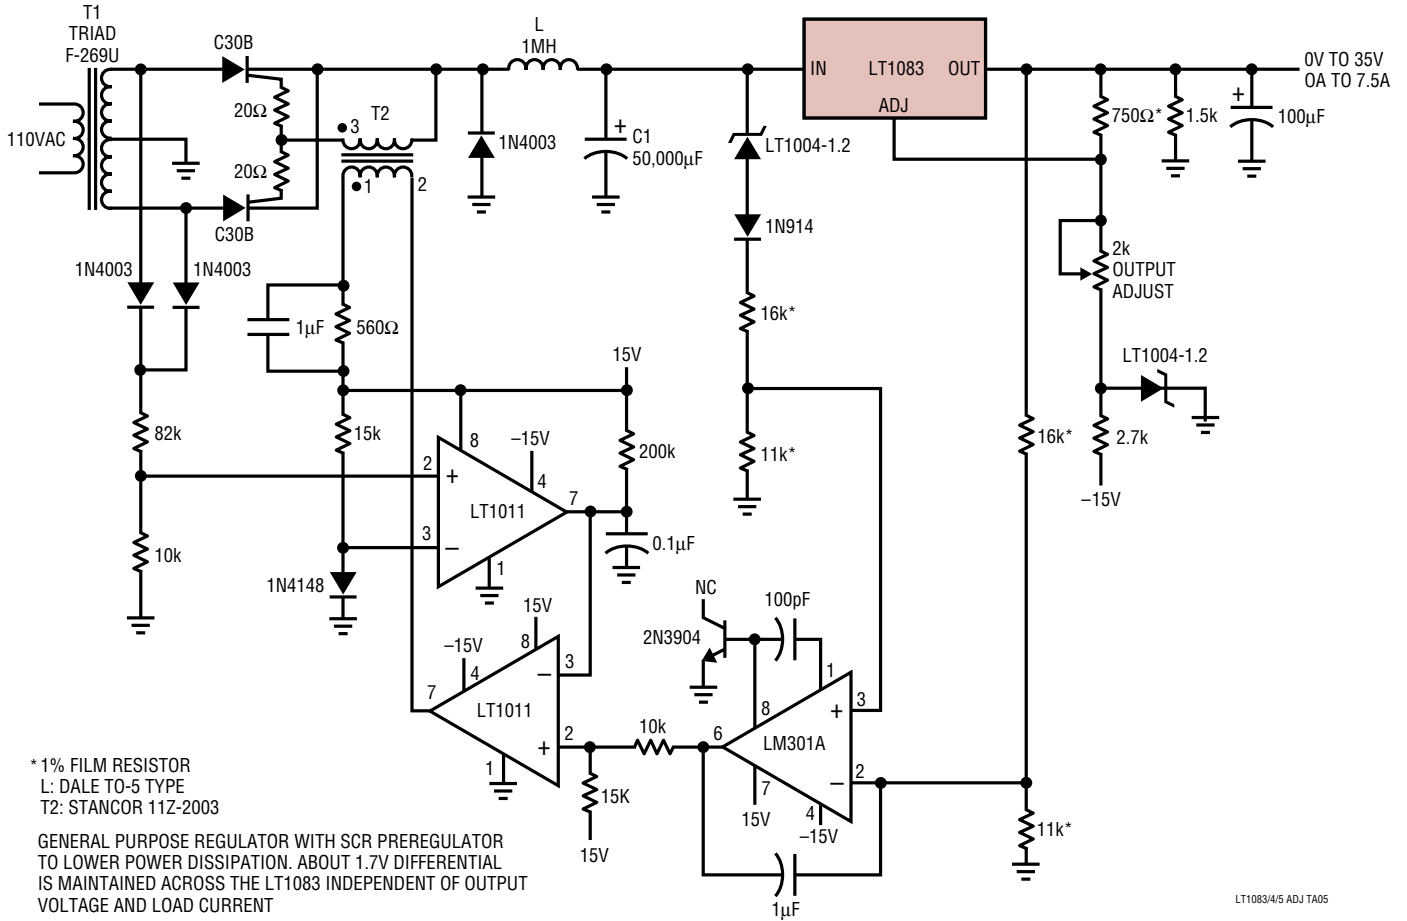 T1
TRIAD
F-269U
110VAC
C30B
20Ω
20Ω
C30B
T2
3
1
2
L
1MH
1N4003
+
C1
50,000µF
IN
LT1083
OUT
ADJ
0V TO 35V
OA TO 7.5A
750Ω*
1.5k
+
100µF
LT1004-1.2
1N914
16k*
11k*
2k
OUTPUT
ADJUST
LT1004-1.2
2.7k
–15V
16k*
11k*
1N4003
1N4003
82k
10k
1µF
560Ω
15k
1N4148
15V
200k
0.1µF
8
–15V
4
2
+
LT1011
7
3
–
1
15V
8
–15V
4
3
–
7
LT1011
2
+
1
10k
15K
15V
NC
2N3904
100pF
1
8
3
+
6
LM301A
2
–
7
15V
4
–15V
1µF
* 1% FILM RESISTOR
L: DALE TO-5 TYPE
T2: STANCOR 11Z-2003
GENERAL PURPOSE REGULATOR WITH SCR PREREGULATOR
TO LOWER POWER DISSIPATION. ABOUT 1.7V DIFFERENTIAL
IS MAINTAINED ACROSS THE LT1083 INDEPENDENT OF OUTPUT
VOLTAGE AND LOAD CURRENT
LT1083/4/5 ADJ TA05